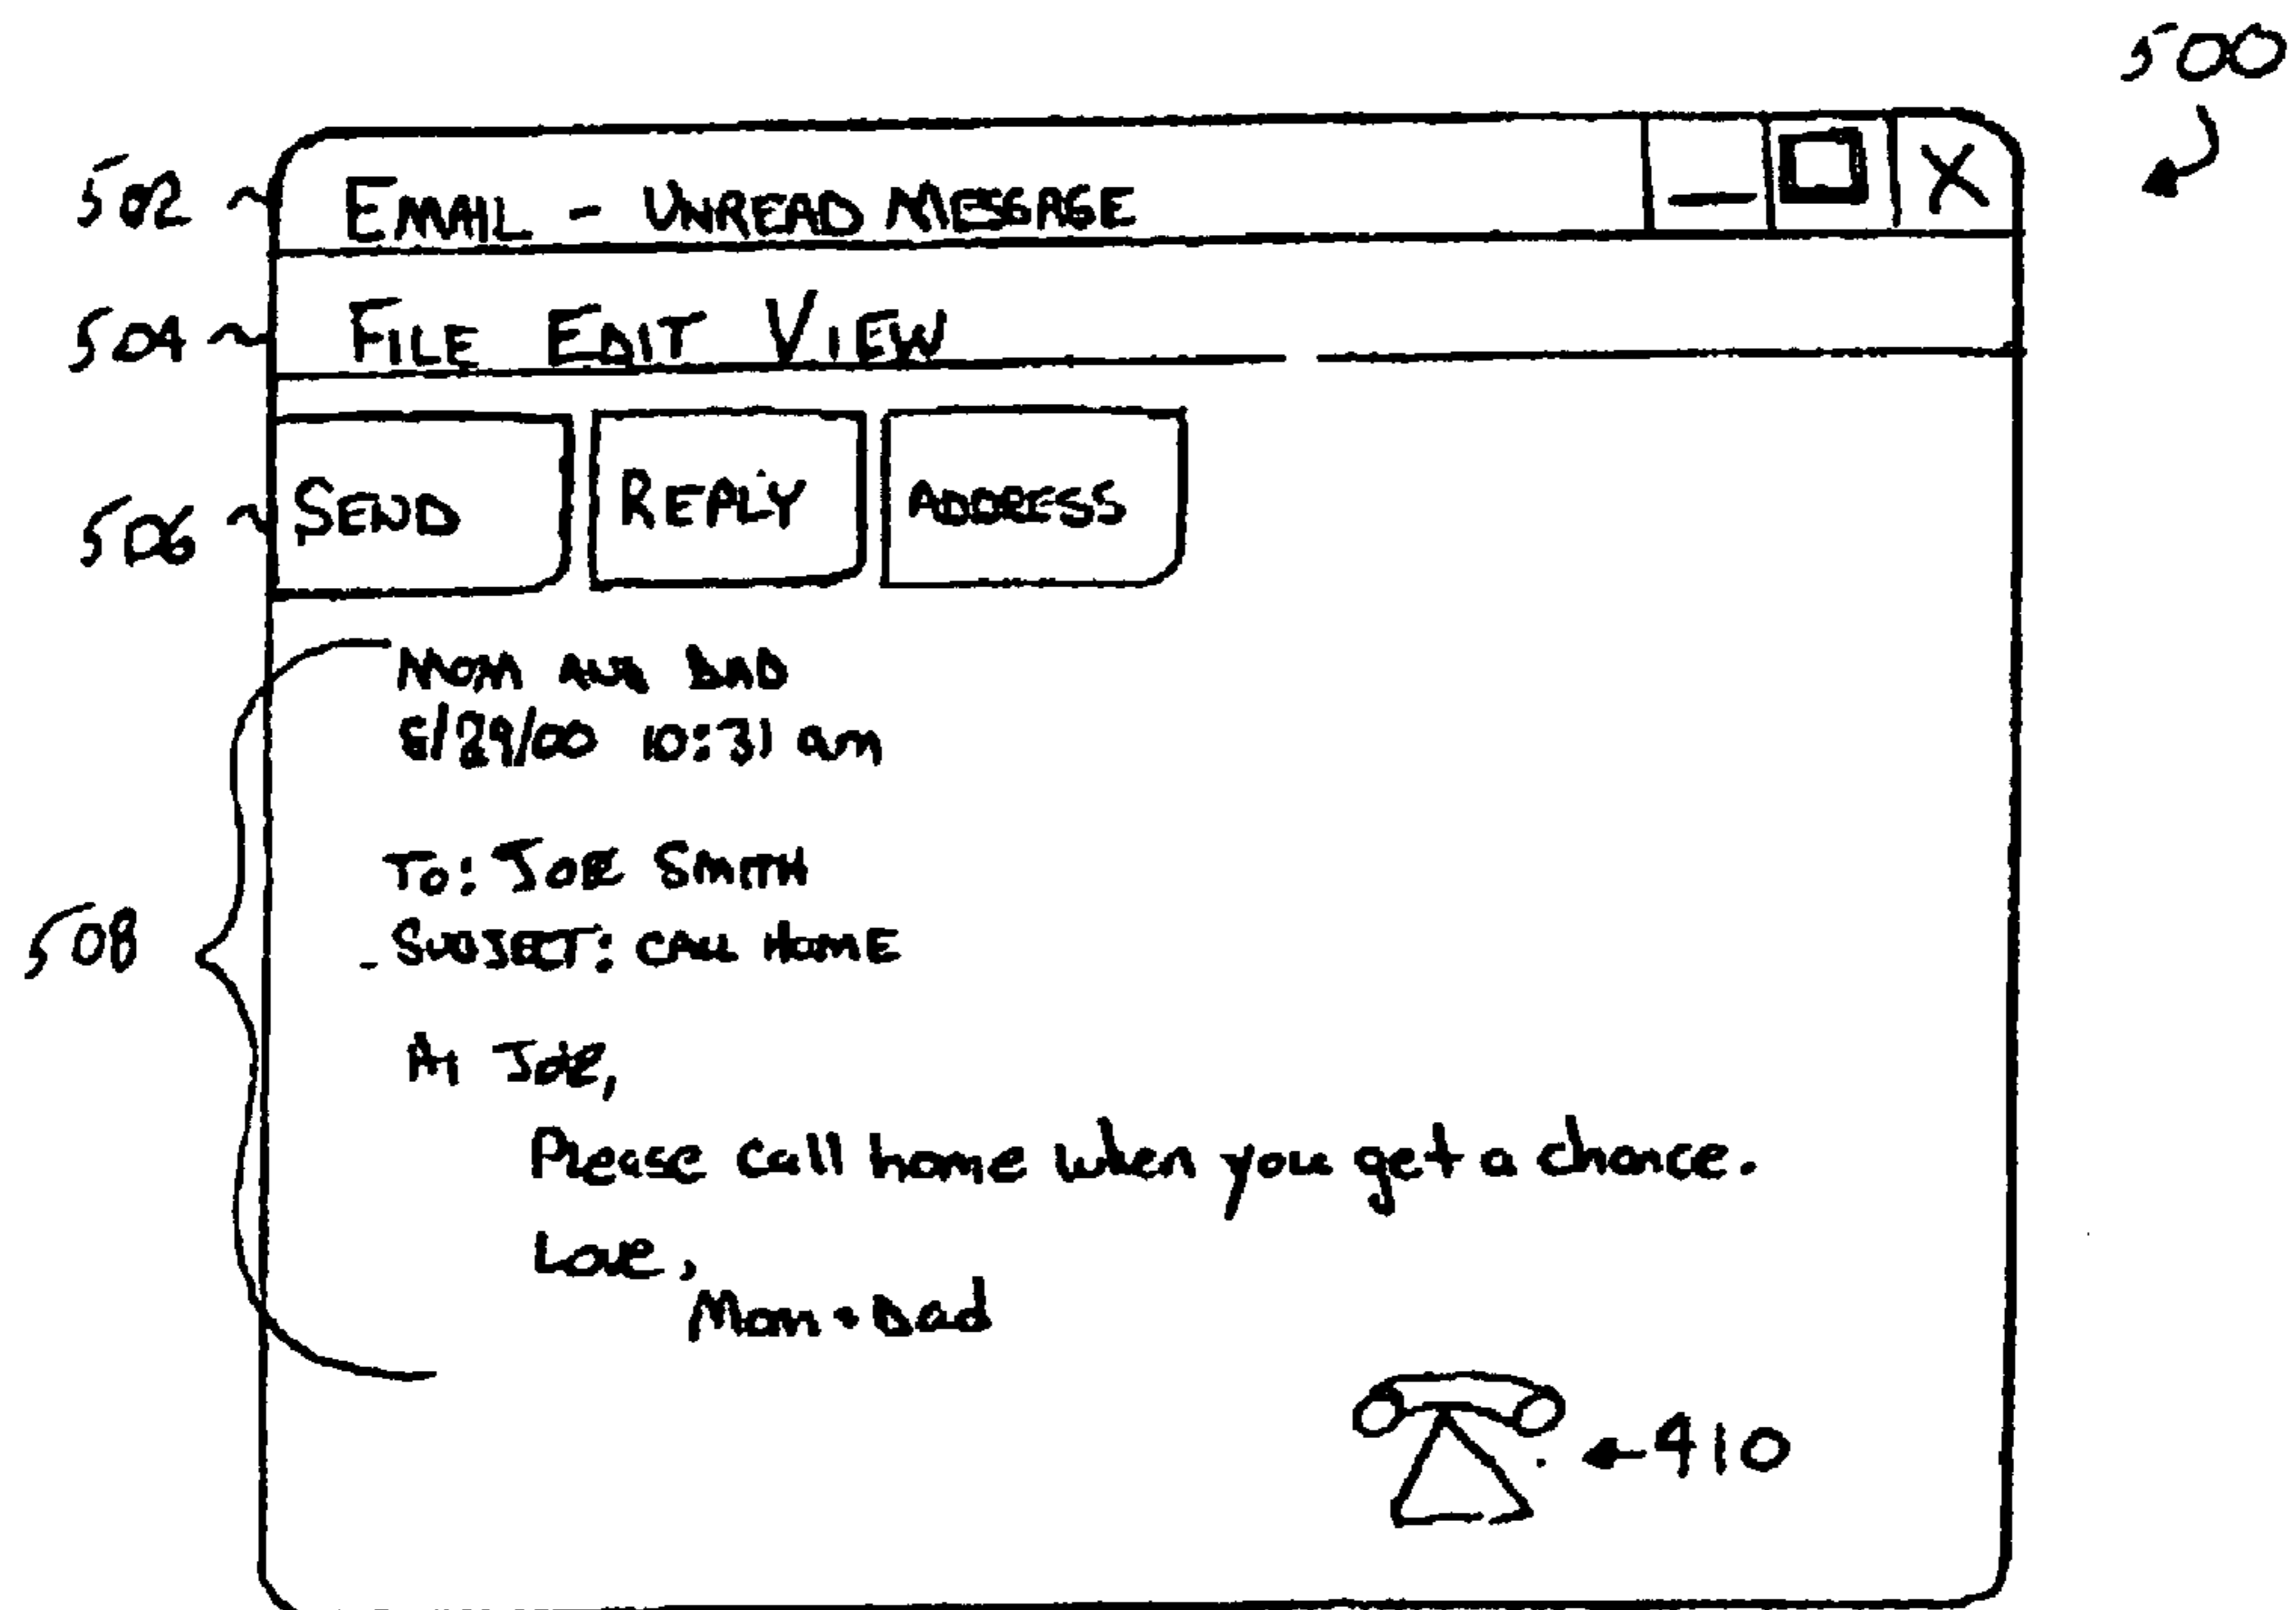 500
502 EMAIL - UNREAD MESSAGE _ X
504 FILE EDIT VIEW
506 SEND REPLY ADDRESS
MOM AND DAD
8/29/00 10:31 am
To: JOE SMITH
508 SUBJECT: CALL HOME
Hi JOE,
Please call home when you get a chance.
Love,
Mom + Dad
410